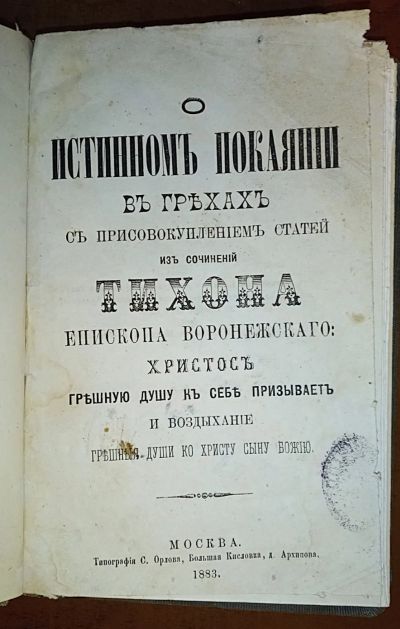 О
ИСТИННОМЪ ПОКАЯНІИ
ВЪ ГРѢХАХЪ
СЪ ПРИСОВОКУПЛЕНІЕМЪ СТАТЕЙ
ИЗЪ СОЧИНЕНІЙ
ТИХОНА
ЕПИСКОПА ВОРОНЕЖСКАГО:
ХРИСТОСЪ
ГРѢШНУЮ ДУШУ КЪ СЕБѢ ПРИЗЫВАЕТЪ
И ВОЗДЫХАНІЕ
ГРѢШНЫЯ ДУШИ КО ХРИСТУ СЫНУ БОЖІЮ.
МОСКВА.
Типографія С. Орлова, Большая Кисловка, д. Архипова.
1883.